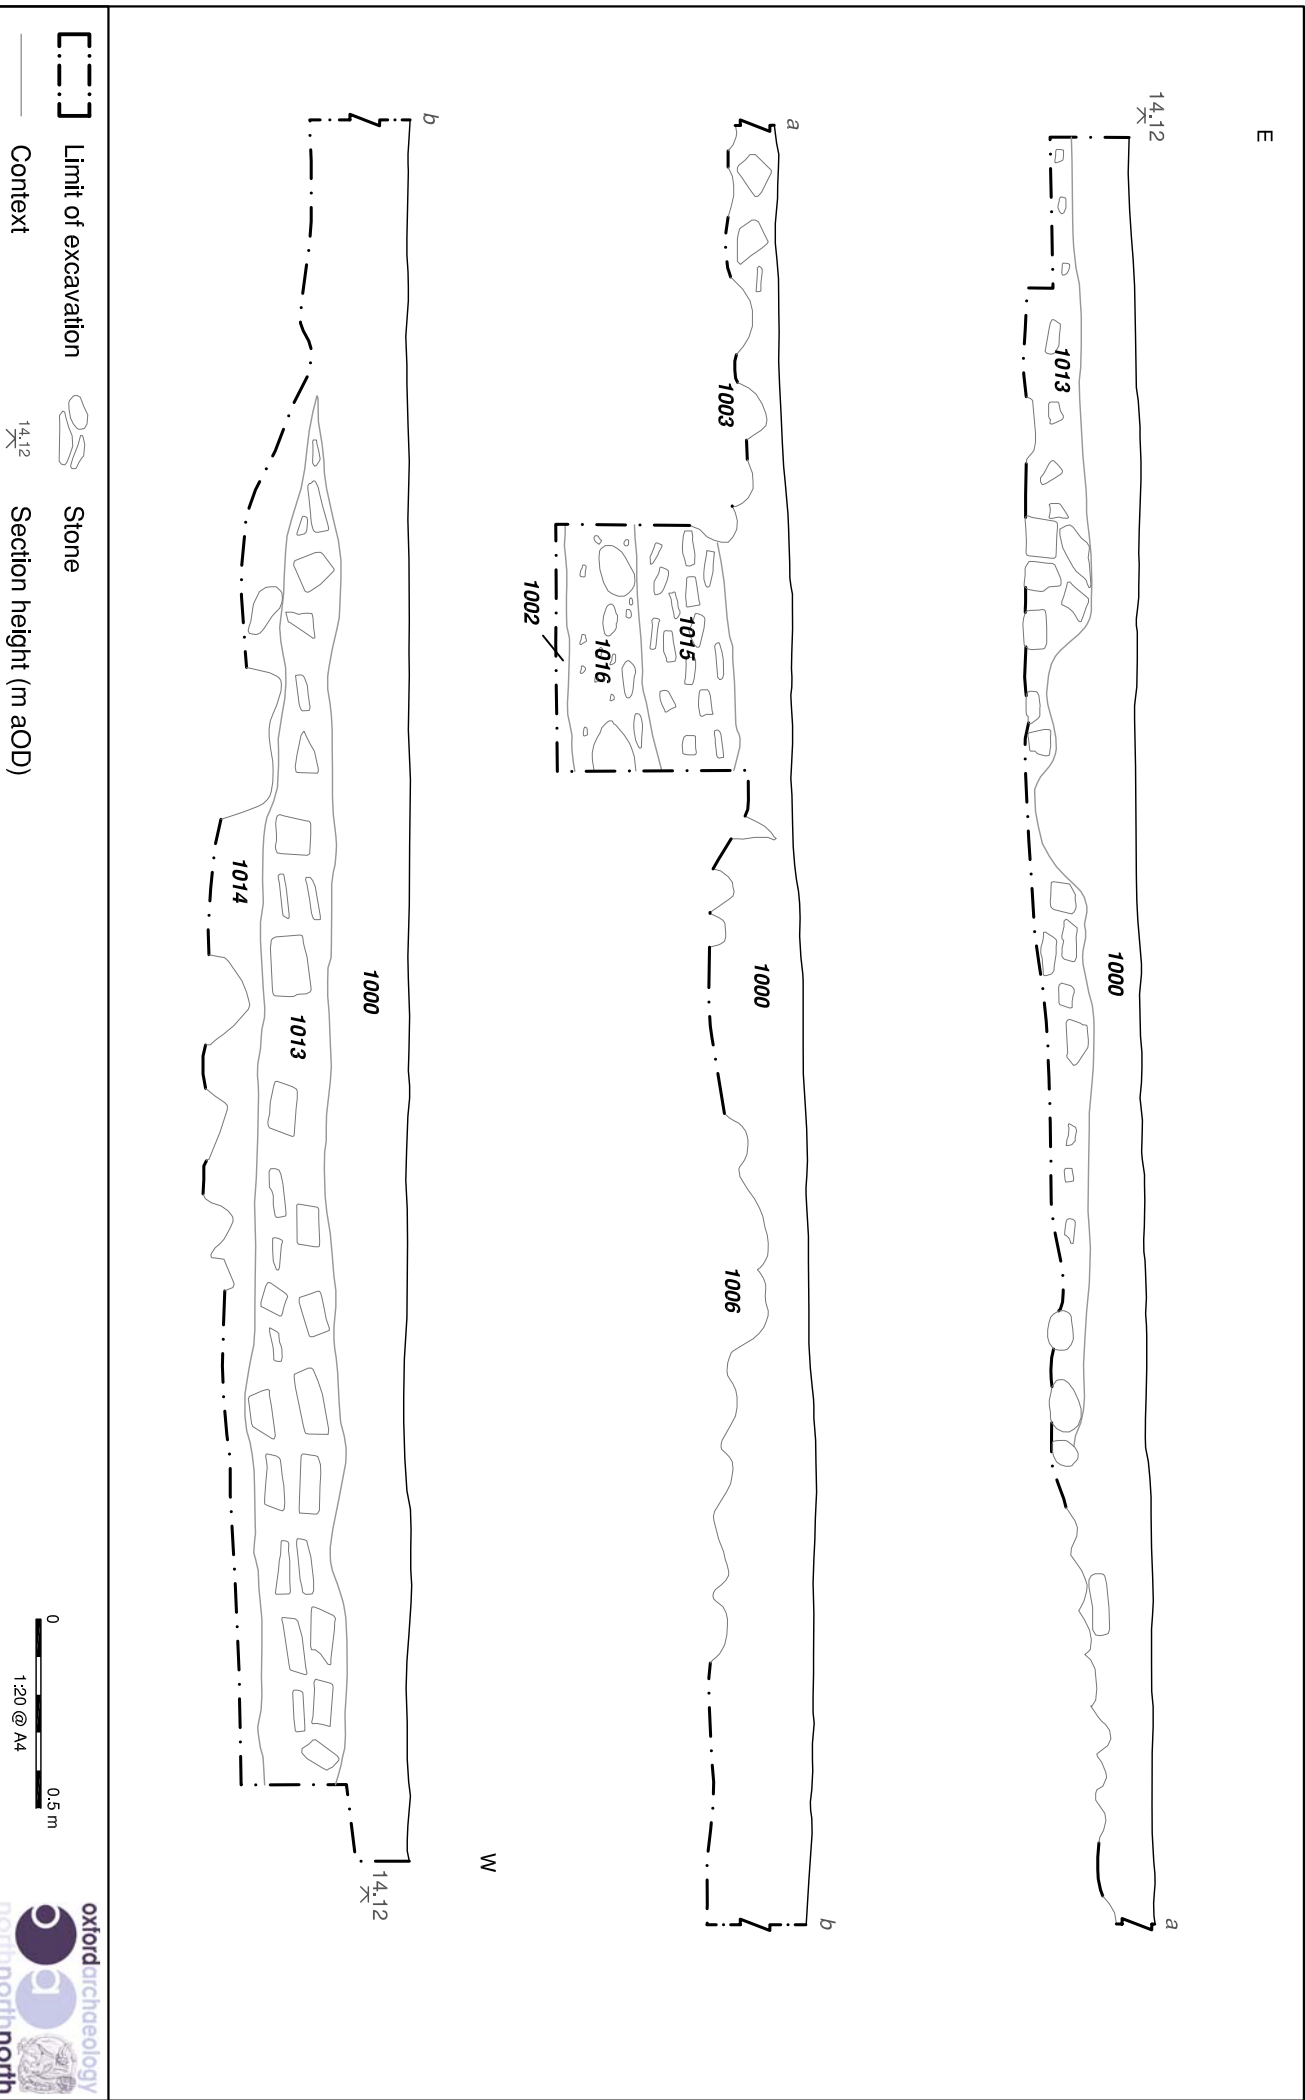 E
14.12
1013
1000
a
a
1003
1002
1016
1015
1000
1006
b
b
1014
1013
1000
W
14.12
Limit of excavation
Stone
Context
14.12
Section height (m aOD)
0
0.5 m
1:20 @ A4
oxfordarchaeology
northnorthnorth